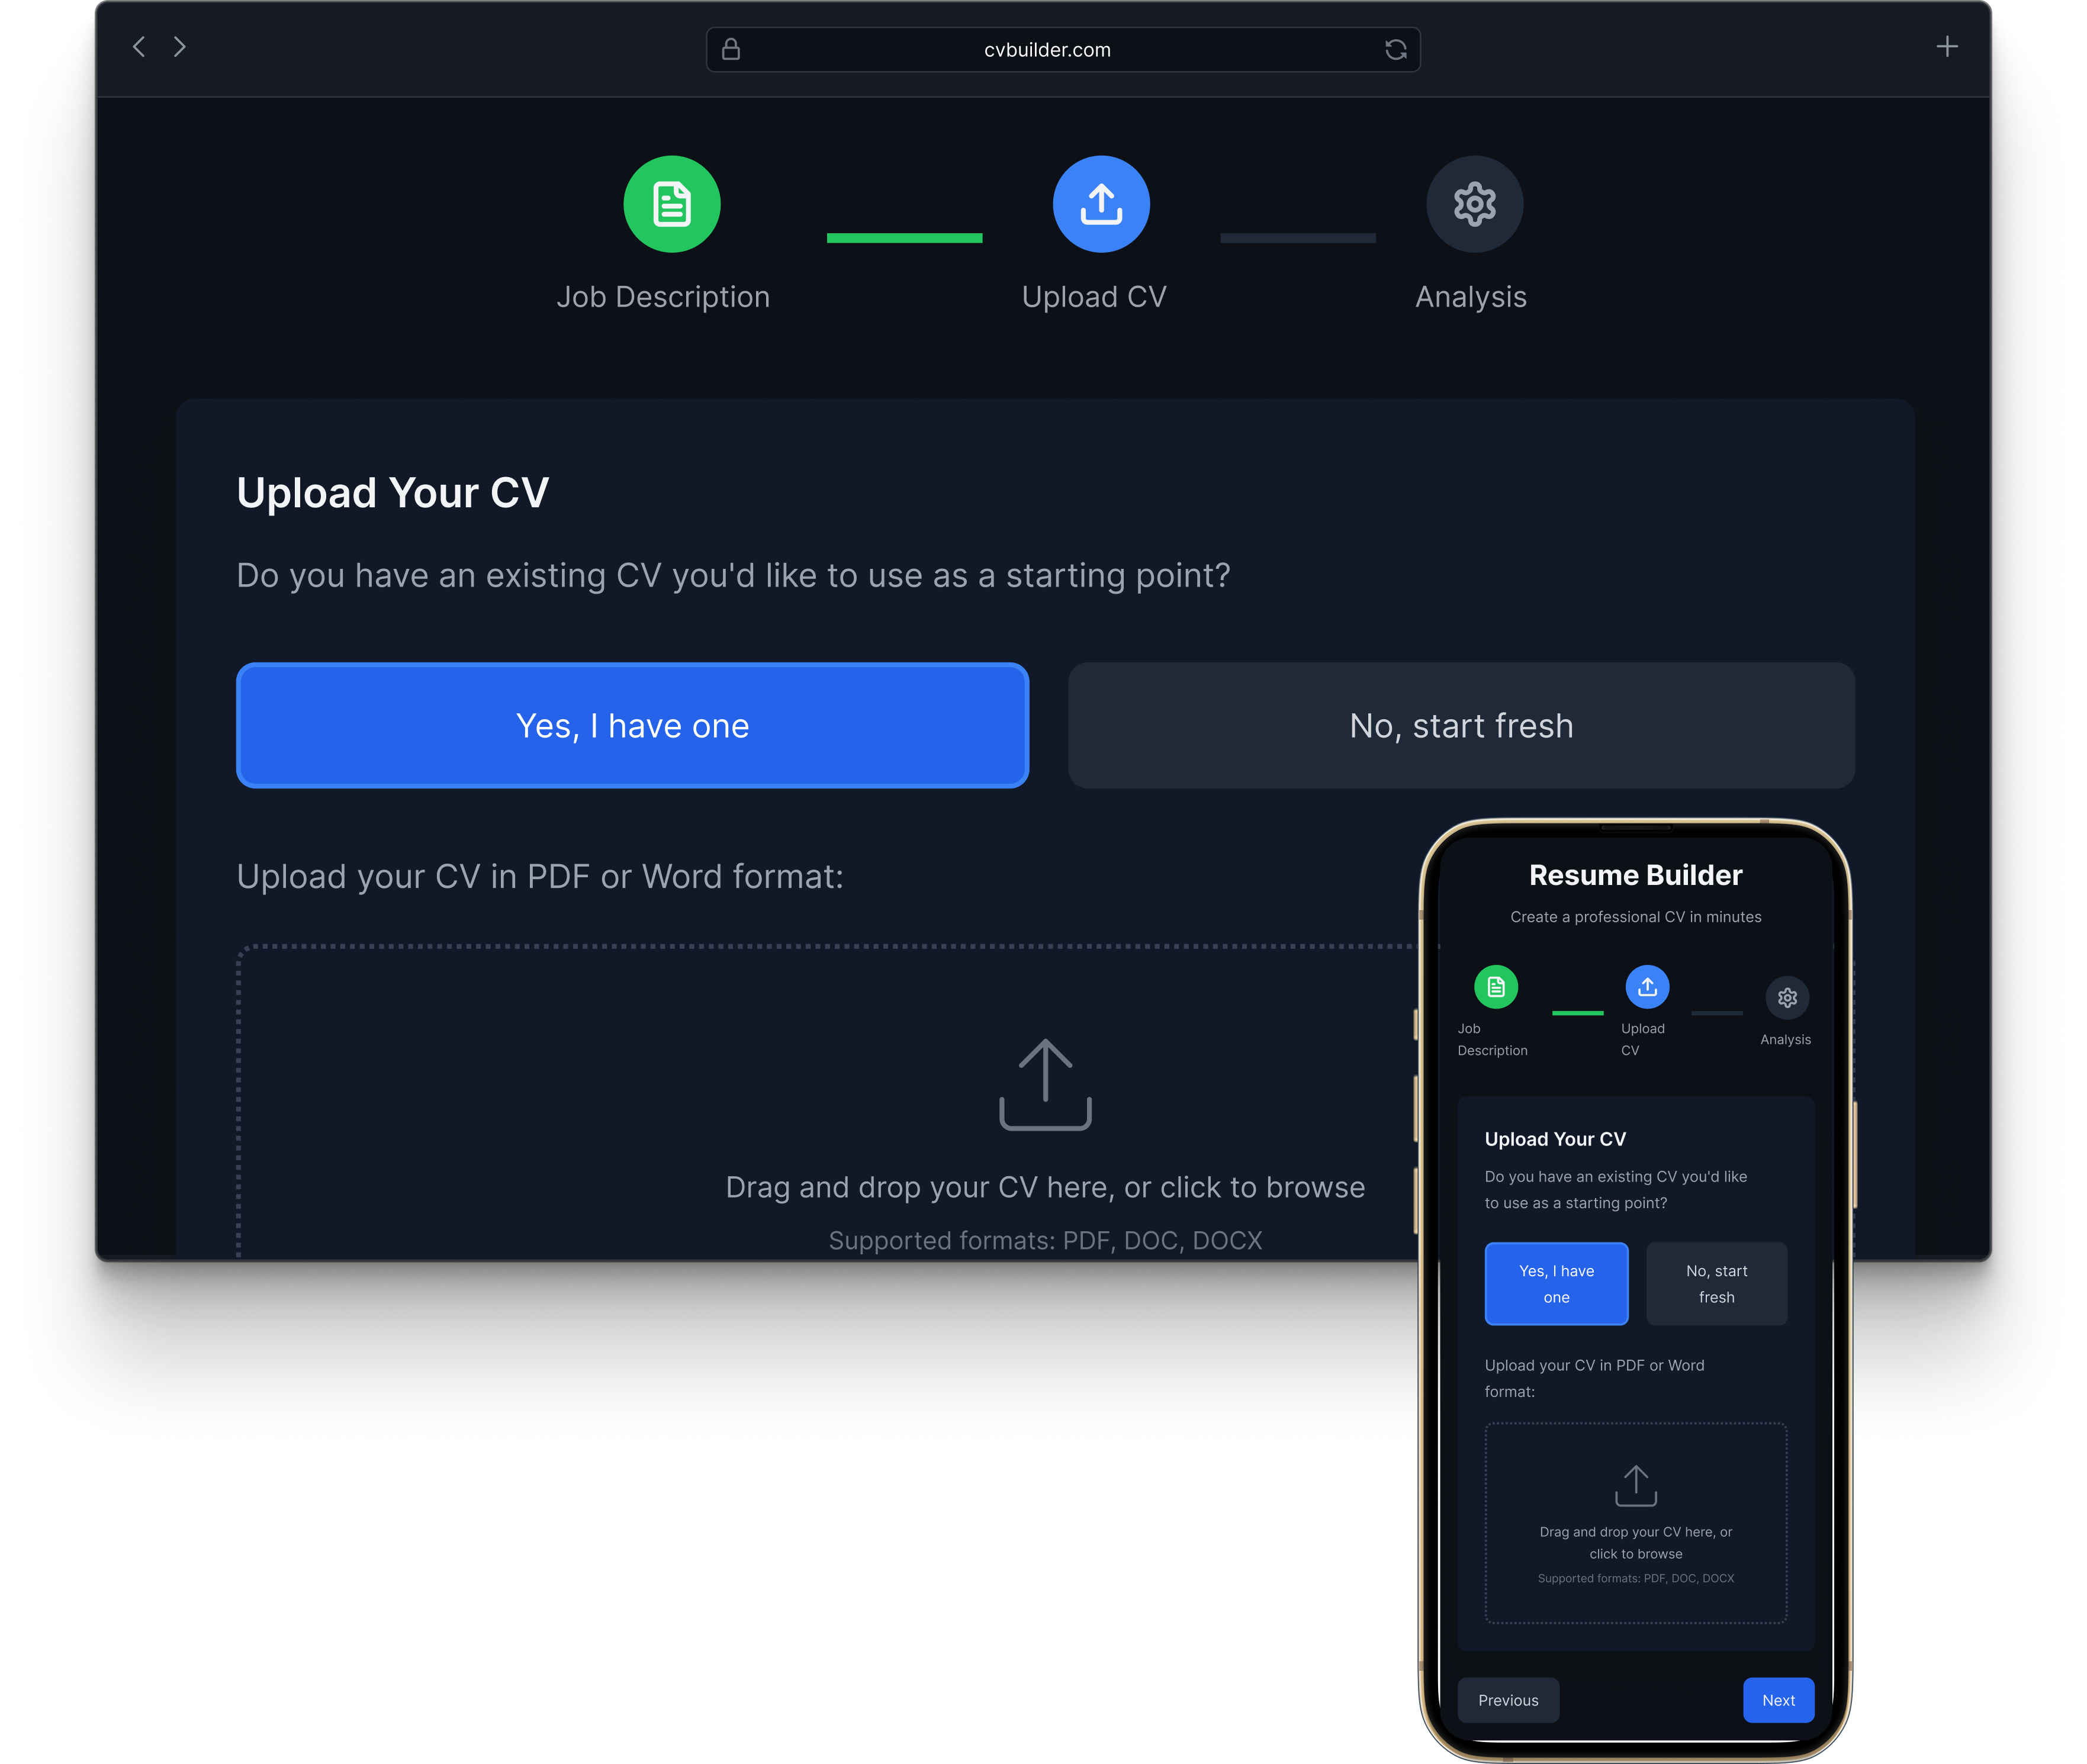 cvbuilder.com
Job Description
Upload CV
Analysis
Upload Your CV
Do you have an existing CV you'd like to use as a starting point?
Yes, I have one
No, start fresh
Upload your CV in PDF or Word format:
Drag and drop your CV here, or click to browse
Supported formats: PDF, DOC, DOCX
Resume Builder
Create a professional CV in minutes
Job
Description
Upload
CV
Analysis
Upload Your CV
Do you have an existing CV you'd like
to use as a starting point?
Yes, I have
one
No, start
fresh
Upload your CV in PDF or Word
format:
Drag and drop your CV here, or
click to browse
Supported formats: PDF, DOC, DOCX
Previous
Next